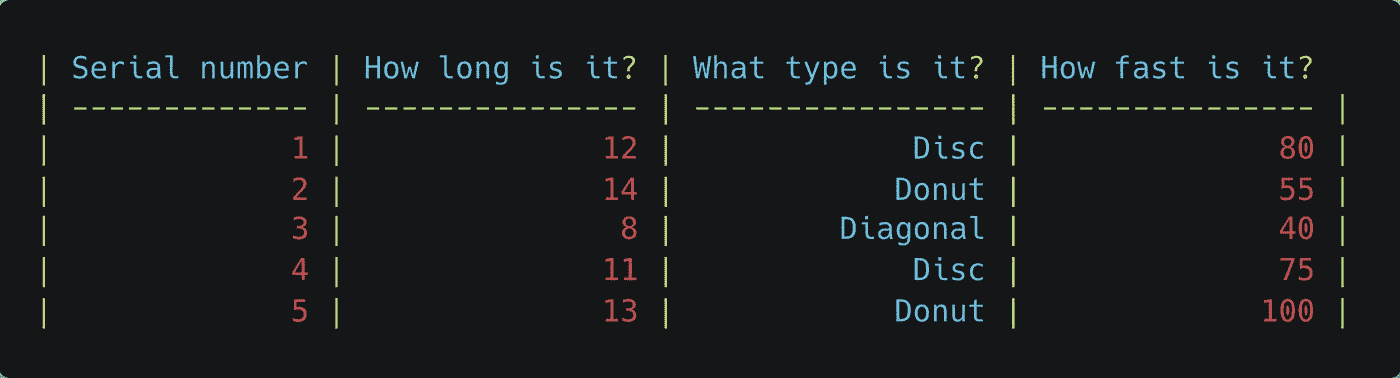 | Serial number | How long is it? | What type is it? | How fast is it?
| ------------- | --------------- | ---------------- | --------------- |
|             1 |              12 |             Disc |              80 |
|             2 |              14 |            Donut |              55 |
|             3 |               8 |         Diagonal |              40 |
|             4 |              11 |             Disc |              75 |
|             5 |              13 |            Donut |             100 |